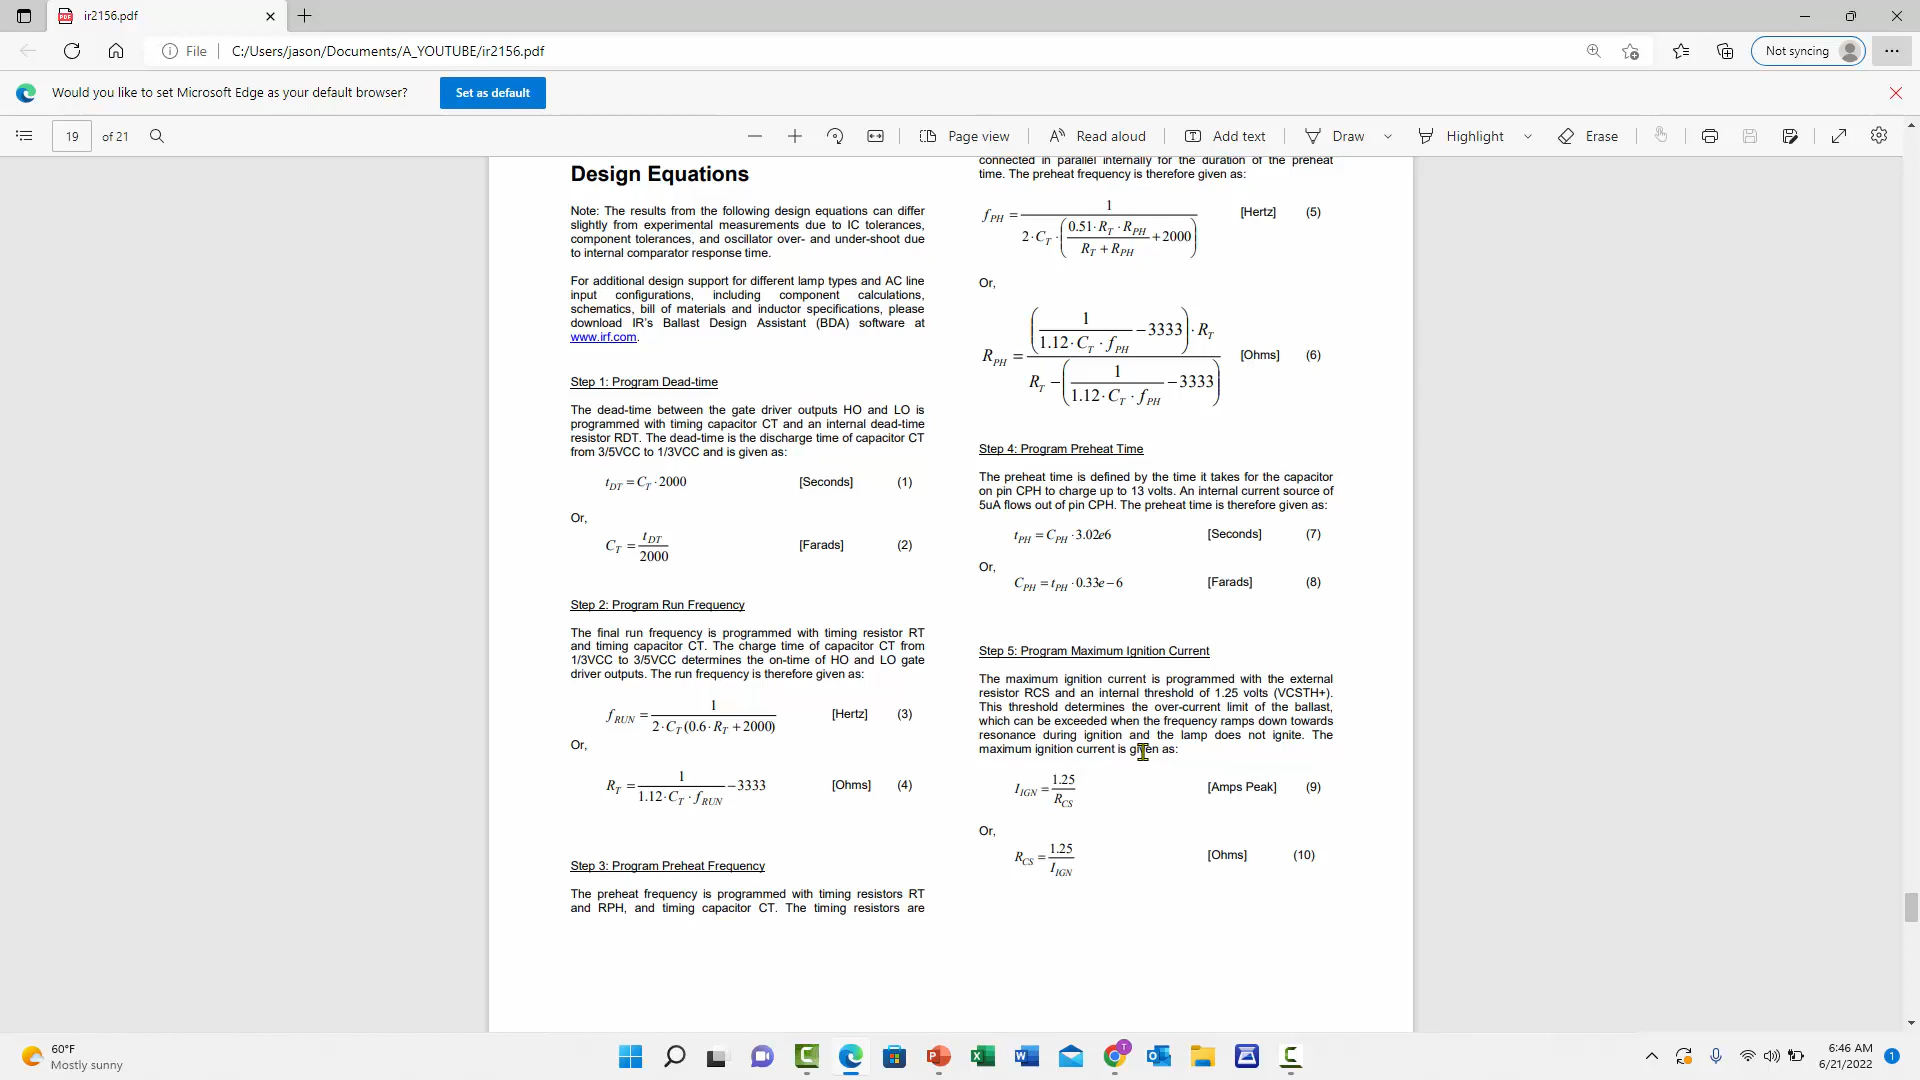 ir2156.pdf
File
C:/Users/jason/Documents/A_YOUTUBE/ir2156.pdf
Not syncing
Would you like to set Microsoft Edge as your default browser?
Set as default
19 of 21
Page view
Read aloud
Add text
Draw
Highlight
Erase
Design Equations
Note: The results from the following design equations can differ
slightly from experimental measurements due to IC tolerances,
component tolerances, and oscillator over- and under-shoot due
to internal comparator response time.
For additional design support for different lamp types and AC line
input configurations, including component calculations,
schematics, bill of materials and inductor specifications, please
download IR's Ballast Design Assistant (BDA) software at
www.irf.com.
Step 1: Program Dead-time
The dead-time between the gate driver outputs HO and LO is
programmed with timing capacitor CT and an internal dead-time
resistor RDT. The dead-time is the discharge time of capacitor CT
from 3/5VCC to 1/3VCC and is given as:
t_DT = C_T · 2000 [Seconds] (1)
Or,
C_T = t_DT / 2000 [Farads] (2)
Step 2: Program Run Frequency
The final run frequency is programmed with timing resistor RT
and timing capacitor CT. The charge time of capacitor CT from
1/3VCC to 3/5VCC determines the on-time of HO and LO gate
driver outputs. The run frequency is therefore given as:
f_RUN = 1 / (2 · C_T (0.6 · R_T + 2000)) [Hertz] (3)
Or,
R_T = 1 / (1.12 · C_T · f_RUN) − 3333 [Ohms] (4)
Step 3: Program Preheat Frequency
The preheat frequency is programmed with timing resistors RT
and RPH, and timing capacitor CT. The timing resistors are
connected in parallel internally for the duration of the preheat
time. The preheat frequency is therefore given as:
f_PH = 1 / (2 · C_T · (0.51 · R_T · R_PH / (R_T + R_PH) + 2000)) [Hertz] (5)
Or,
R_PH = ((1 / (1.12 · C_T · f_PH) − 3333) · R_T) / (R_T − (1 / (1.12 · C_T · f_PH) − 3333)) [Ohms] (6)
Step 4: Program Preheat Time
The preheat time is defined by the time it takes for the capacitor
on pin CPH to charge up to 13 volts. An internal current source of
5uA flows out of pin CPH. The preheat time is therefore given as:
t_PH = C_PH · 3.02e6 [Seconds] (7)
Or,
C_PH = t_PH · 0.33e − 6 [Farads] (8)
Step 5: Program Maximum Ignition Current
The maximum ignition current is programmed with the external
resistor RCS and an internal threshold of 1.25 volts (VCSTH+).
This threshold determines the over-current limit of the ballast,
which can be exceeded when the frequency ramps down towards
resonance during ignition and the lamp does not ignite. The
maximum ignition current is given as:
I_IGN = 1.25 / R_CS [Amps Peak] (9)
Or,
R_CS = 1.25 / I_IGN [Ohms] (10)
60°F
Mostly sunny
T
6:46 AM
6/21/2022
1